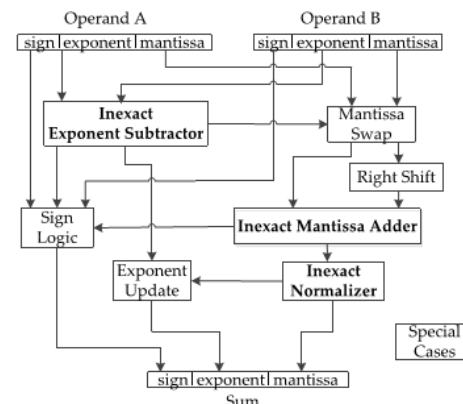 Operand A
Operand B
sign exponent mantissa
sign exponent mantissa
Inexact
Exponent Subtractor
Mantissa
Swap
Right Shift
Sign
Logic
Inexact Mantissa Adder
Exponent
Update
Inexact
Normalizer
Special
Cases
sign exponent mantissa
Sum